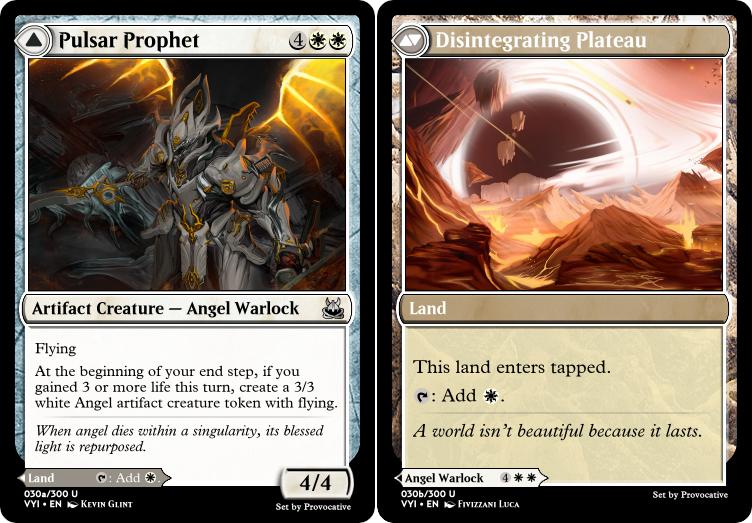 Pulsar Prophet 4
Flying
At the beginning of your end step, if you
gained 3 or more life this turn, create a 3/3
white Angel artifact creature token with flying.
When angel dies within a singularity, its blessed
light is repurposed.
Artifact Creature — Angel Warlock
Land : Add .
4/4
030a/300 U
VYI • EN Kevin Glint
Set by Provocative
Disintegrating Plateau
Land
This land enters tapped.
: Add .
A world isn't beautiful because it lasts.
Angel Warlock 4
030b/300 U
VYI • EN Fivizzani Luca
Set by Provocative